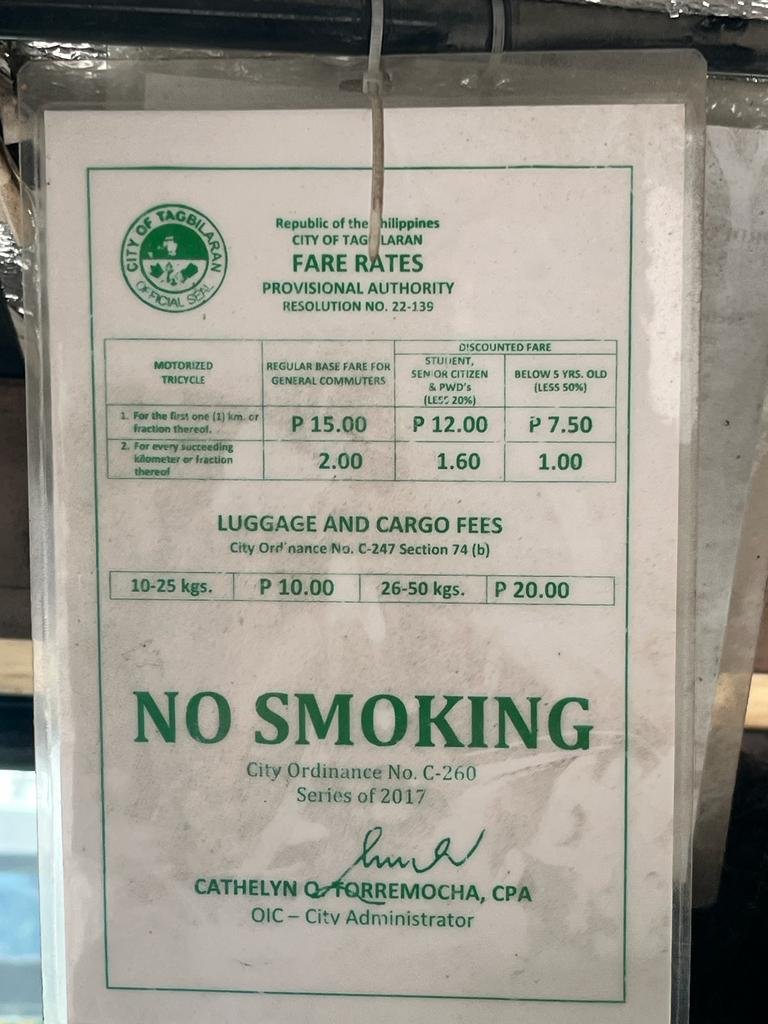 CITY OF TAGBILARAN
OFFICIAL SEAL
Republic of the Philippines
CITY OF TAGBILARAN
FARE RATES
PROVISIONAL AUTHORITY
RESOLUTION NO. 22-139
MOTORIZED TRICYCLE
REGULAR BASE FARE FOR GENERAL COMMUTERS
DISCOUNTED FARE
STUDENT, SENIOR CITIZEN & PWD's (LESS 20%)
BELOW 5 YRS. OLD (LESS 50%)
1. For the first one (1) km. or fraction thereof. P 15.00 P 12.00 P 7.50
2. For every succeeding kilometer or fraction thereof 2.00 1.60 1.00
LUGGAGE AND CARGO FEES
City Ordinance No. C-247 Section 74 (b)
10-25 kgs. P 10.00 26-50 kgs. P 20.00
NO SMOKING
City Ordinance No. C-260
Series of 2017
CATHELYN Q. TORREMOCHA, CPA
OIC – City Administrator